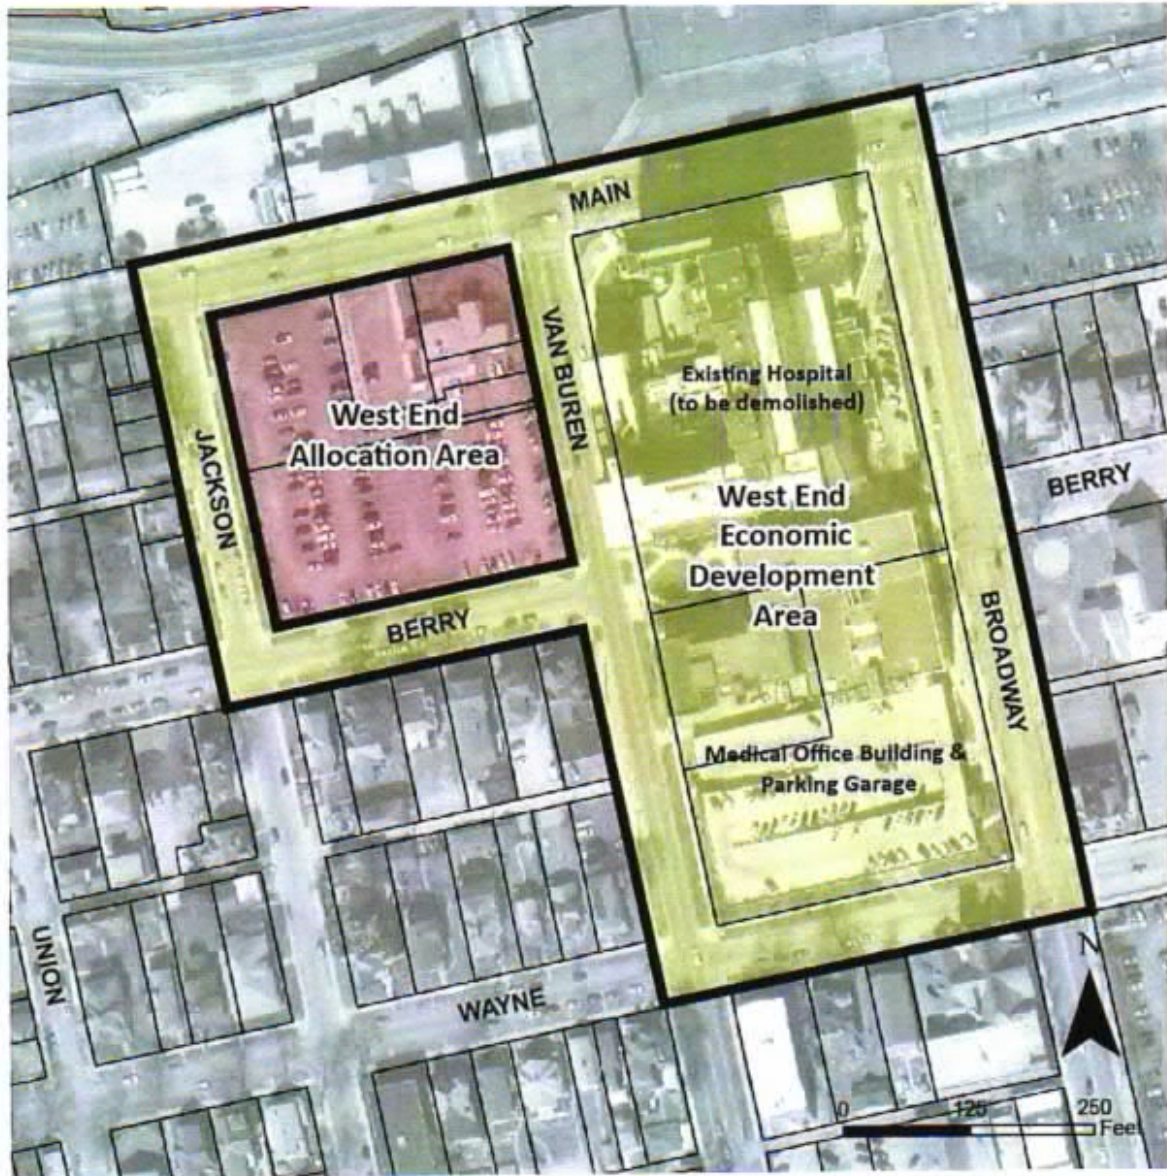 MAIN
VAN BUREN
Existing Hospital
(to be demolished)
West End
Allocation Area
JACKSON
BERRY
West End
Economic
Development
Area
BERRY
BROADWAY
Medical Office Building &
Parking Garage
UNION
WAYNE
N
0 125 250
Feet